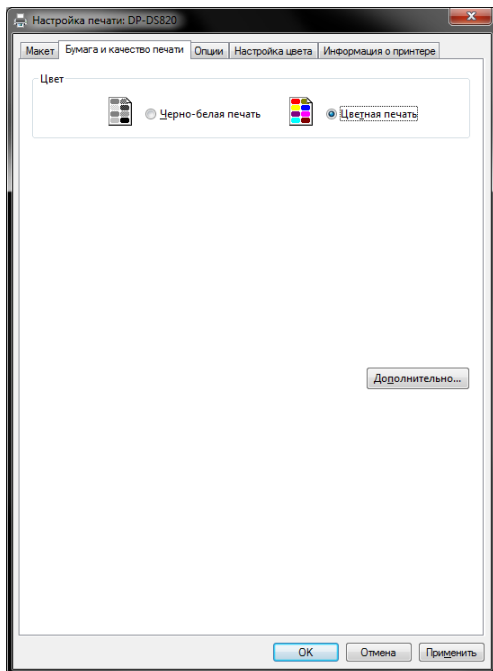 Настройка печати: DP-DS820
Макет Бумага и качество печати Опции Настройка цвета Информация о принтере
Цвет
Черно-белая печать Цветная печать
Дополнительно...
OK Отмена Применить